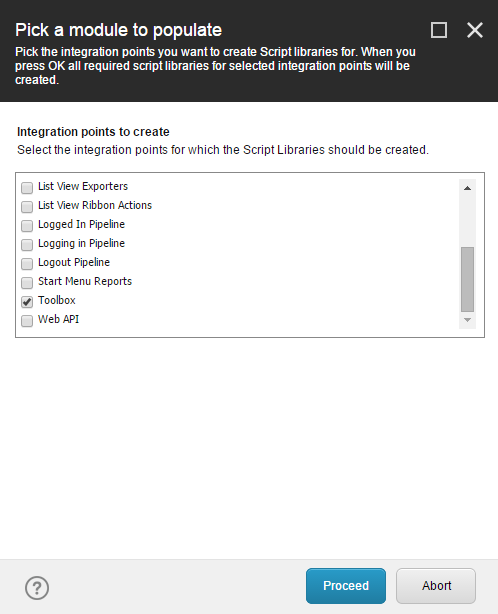 Pick a module to populate
Pick the integration points you want to create Script libraries for. When you
press OK all required script libraries for selected integration points will be
created.
Integration points to create
Select the integration points for which the Script Libraries should be created.
List View Exporters
List View Ribbon Actions
Logged In Pipeline
Logging in Pipeline
Logout Pipeline
Start Menu Reports
Toolbox
Web API
?
Proceed
Abort